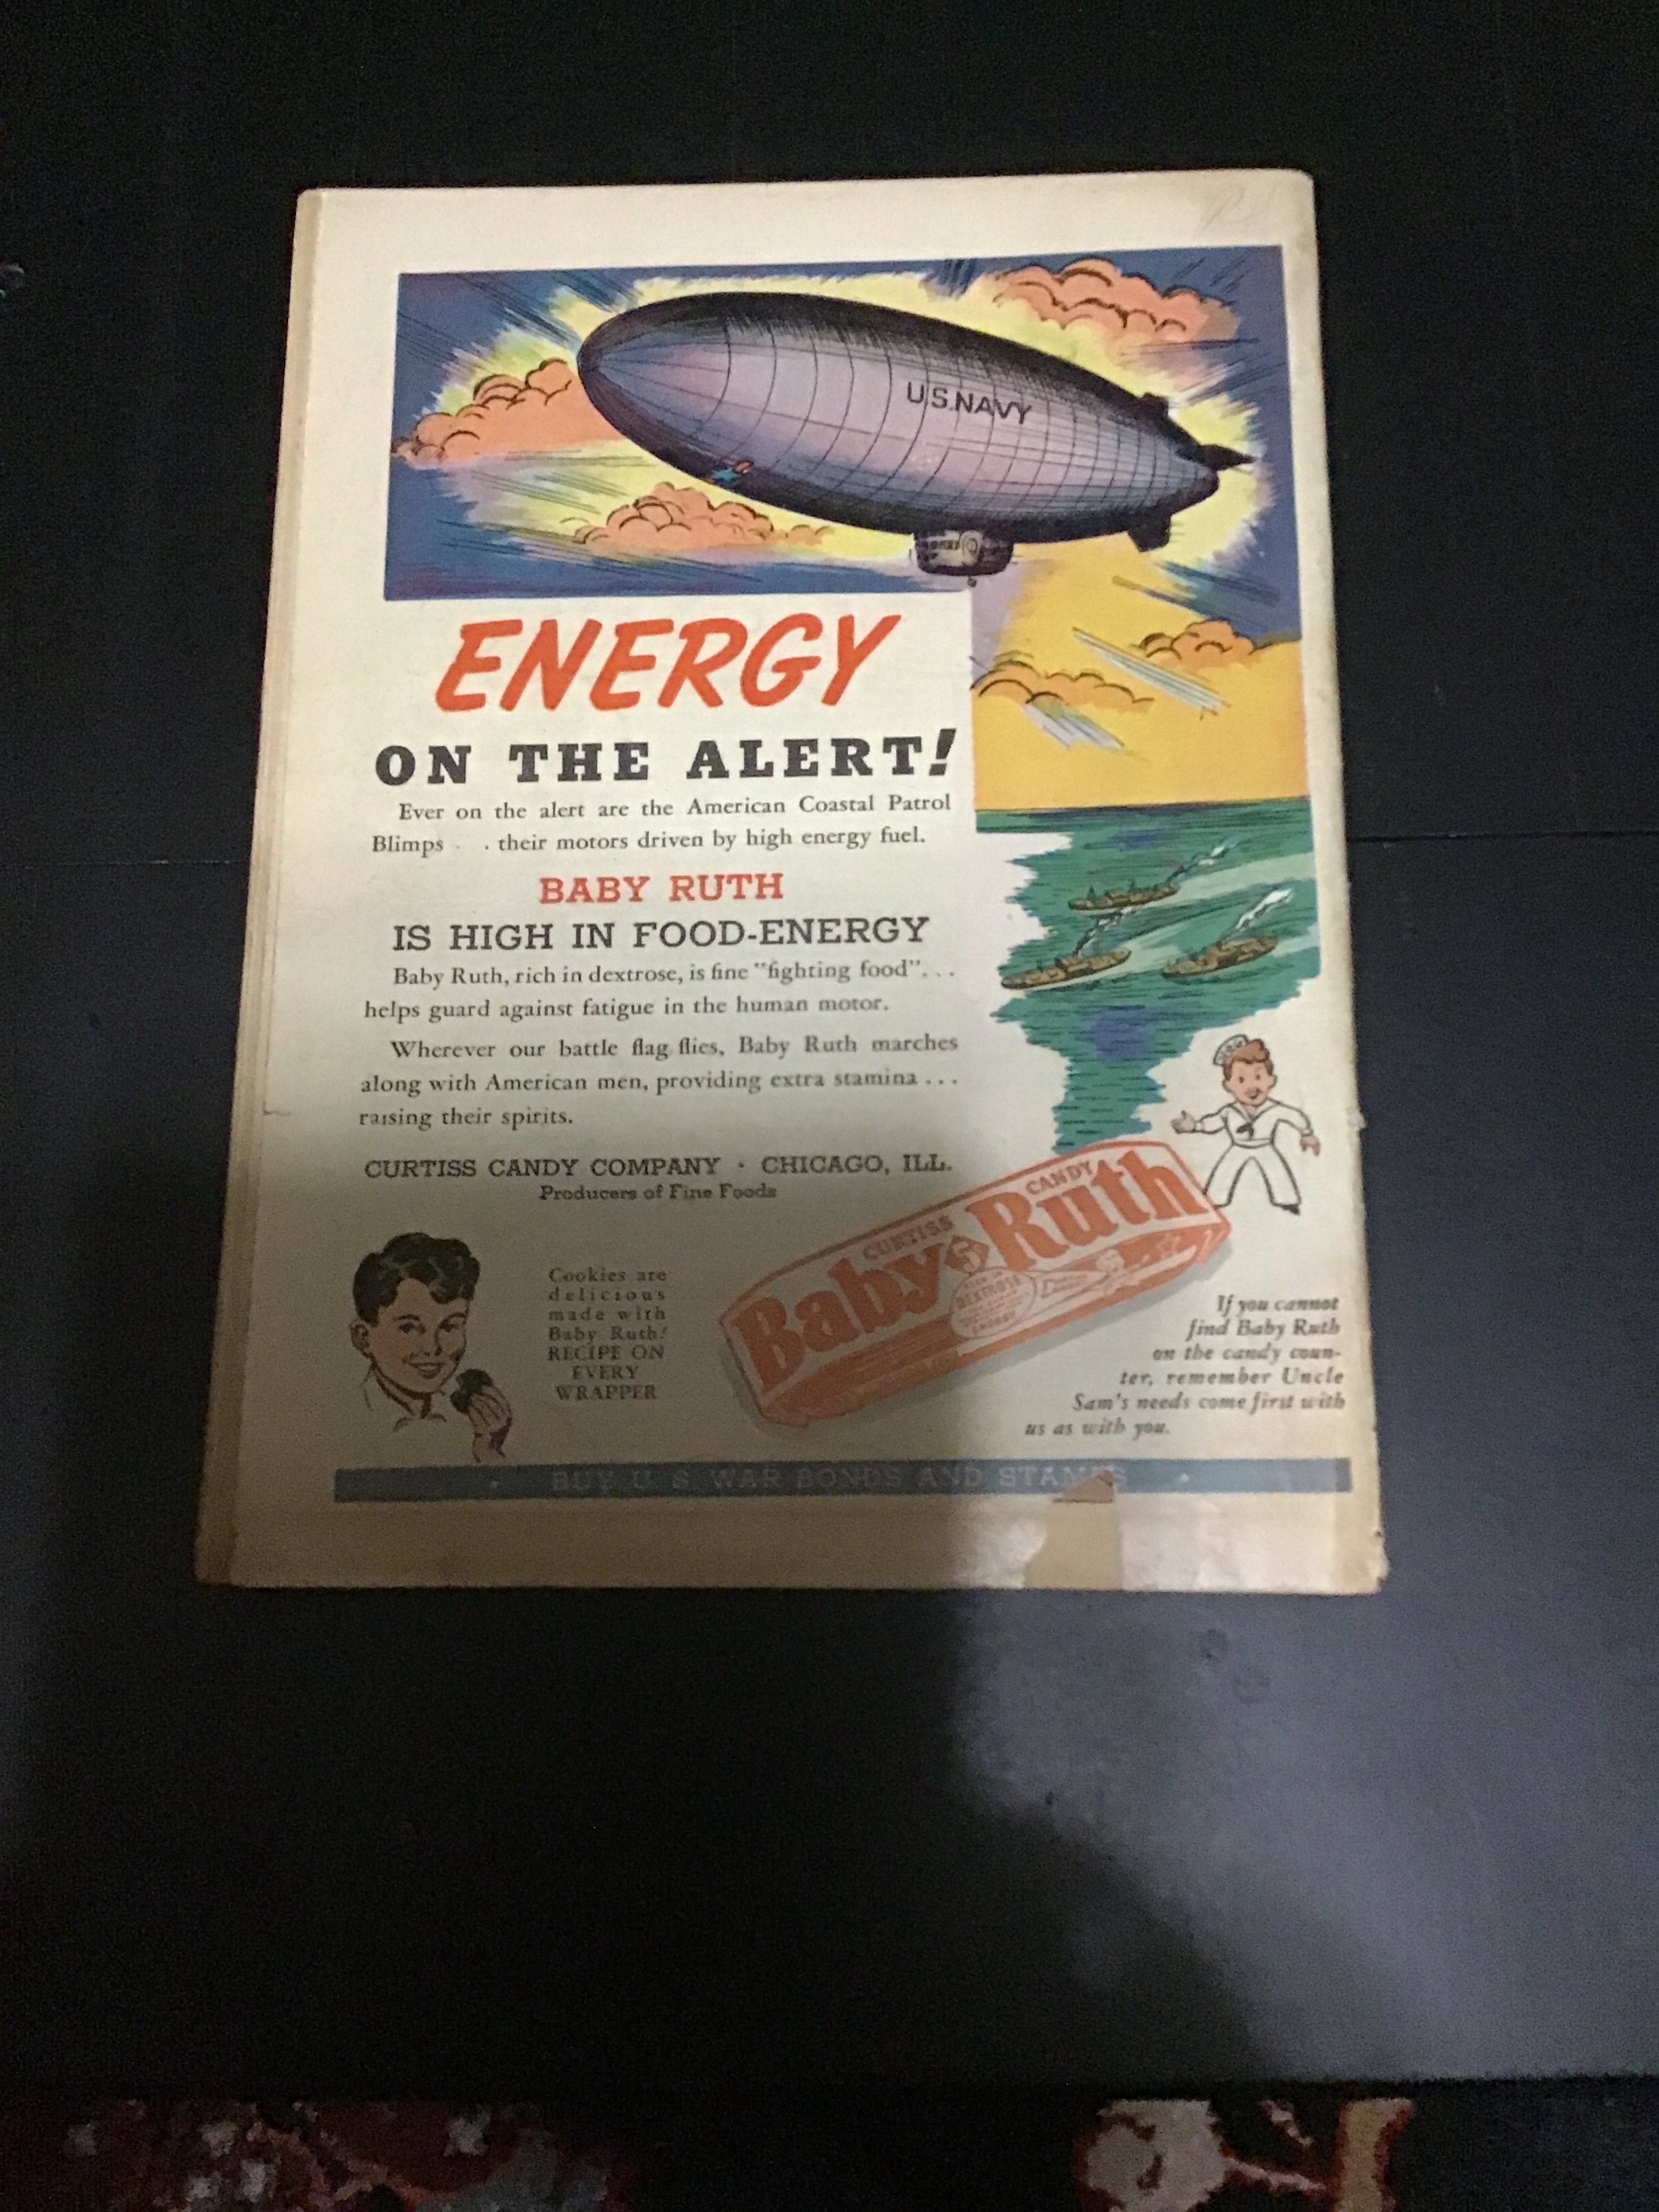 U.S.NAVY
ENERGY
ON THE ALERT!
Ever on the alert are the American Coastal Patrol
Blimps . . their motors driven by high energy fuel.
BABY RUTH
IS HIGH IN FOOD-ENERGY
Baby Ruth, rich in dextrose, is fine "fighting food". . .
helps guard against fatigue in the human motor.
Wherever our battle flag flies, Baby Ruth marches
along with American men, providing extra stamina . . .
raising their spirits.
CURTISS CANDY COMPANY · CHICAGO, ILL.
Producers of Fine Foods
Cookies are
delicious
made with
Baby Ruth!
RECIPE ON
EVERY
WRAPPER
CURTISS
CANDY
Baby Ruth
5
DEXTROSE
ENERGY
If you cannot
find Baby Ruth
on the candy coun-
ter, remember Uncle
Sam's needs come first with
us as with you.
· BUY U S WAR BONDS AND STAMPS ·